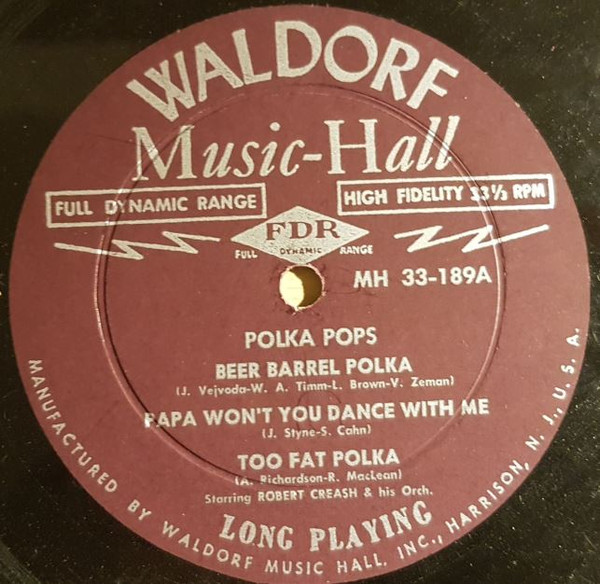 WALDORF
Music-Hall
FULL DYNAMIC RANGE
HIGH FIDELITY 33⅓ RPM
FDR
FULL DYNAMIC RANGE
MH 33-189A
POLKA POPS
BEER BARREL POLKA
(J. Vejvoda-W. A. Timm-L. Brown-V. Zeman)
PAPA WON'T YOU DANCE WITH ME
(J. Styne-S. Cahn)
TOO FAT POLKA
(A. Richardson-R. MacLean)
Starring ROBERT CREASH & his Orch.
LONG PLAYING
MANUFACTURED BY WALDORF MUSIC HALL, INC., HARRISON, N. J., U. S. A.